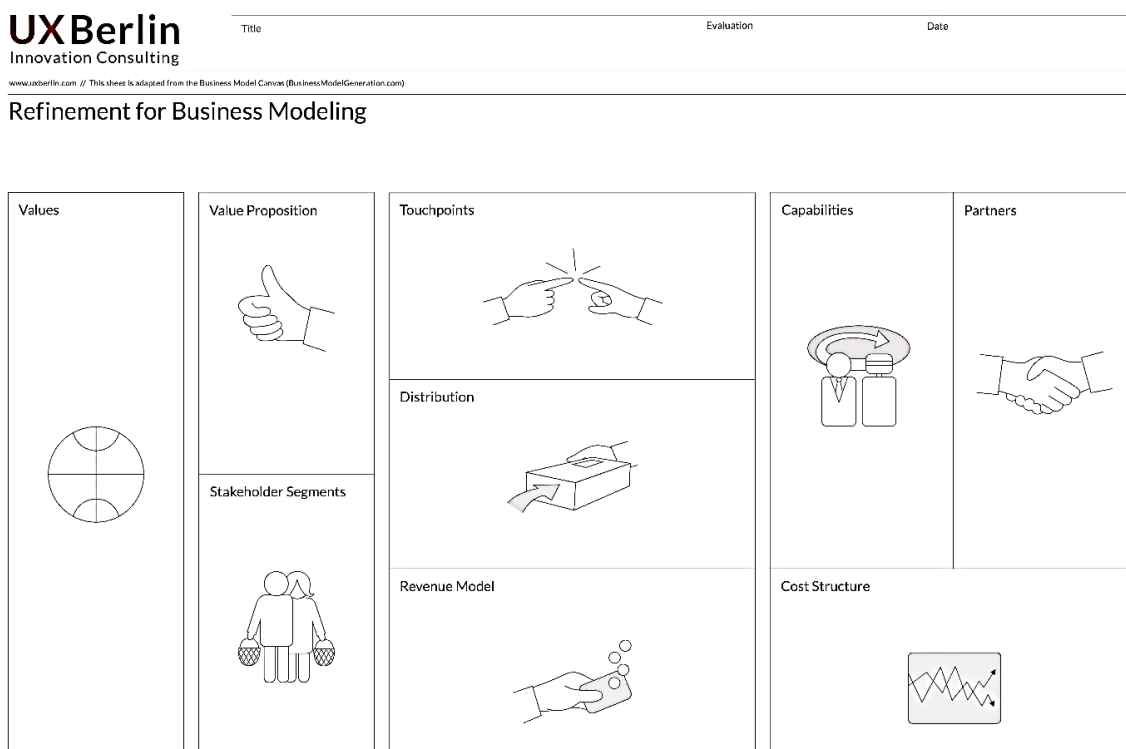 UXBerlin
Innovation Consulting
Title
Evaluation
Date
www.uxberlin.com // This sheet is adapted from the Business Model Canvas (BusinessModelGeneration.com)
Refinement for Business Modeling
Values
Value Proposition
Touchpoints
Capabilities
Partners
Distribution
Stakeholder Segments
Revenue Model
Cost Structure